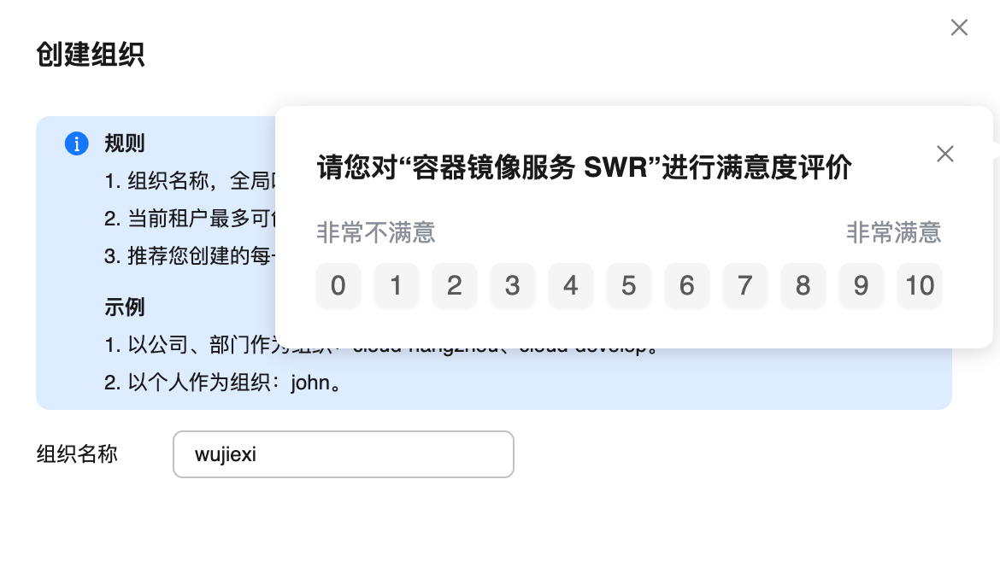 创建组织
规则
1. 组织名称，全局
2. 当前租户最多可
3. 推荐您创建的每
请您对“容器镜像服务 SWR”进行满意度评价
非常不满意 非常满意
0 1 2 3 4 5 6 7 8 9 10
示例
1. 以公司、部门作为组织：cloud-hangzhou、cloud-develop。
2. 以个人作为组织：john。
组织名称 wujiexi